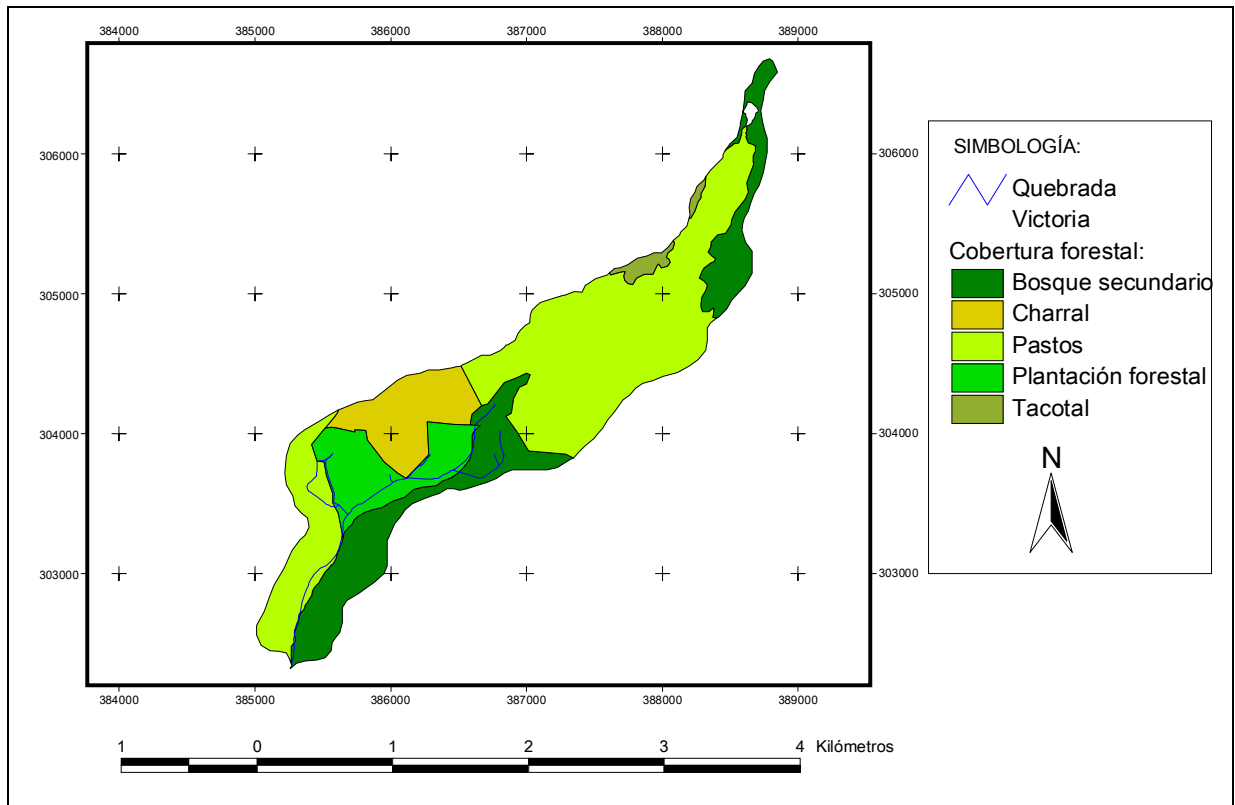 384000 385000 386000 387000 388000 389000
306000 306000
305000 305000
304000 304000
303000 303000
384000 385000 386000 387000 388000 389000
1 0 1 2 3 4 Kilómetros
SIMBOLOGÍA:
Quebrada
Victoria
Cobertura forestal:
Bosque secundario
Charral
Pastos
Plantación forestal
Tacotal
N